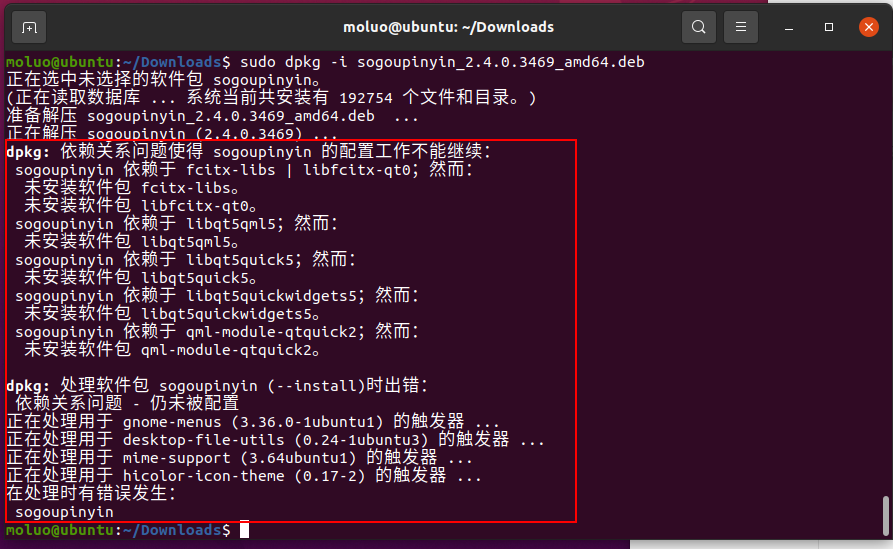 moluo@ubuntu: ~/Downloads
moluo@ubuntu:~/Downloads$ sudo dpkg -i sogoupinyin_2.4.0.3469_amd64.deb
正在选中未选择的软件包 sogoupinyin。
(正在读取数据库 ... 系统当前共安装有 192754 个文件和目录。)
准备解压 sogoupinyin_2.4.0.3469_amd64.deb  ...
正在解压 sogoupinyin (2.4.0.3469) ...
dpkg: 依赖关系问题使得 sogoupinyin 的配置工作不能继续：
 sogoupinyin 依赖于 fcitx-libs | libfcitx-qt0；然而：
  未安装软件包 fcitx-libs。
  未安装软件包 libfcitx-qt0。
 sogoupinyin 依赖于 libqt5qml5；然而：
  未安装软件包 libqt5qml5。
 sogoupinyin 依赖于 libqt5quick5；然而：
  未安装软件包 libqt5quick5。
 sogoupinyin 依赖于 libqt5quickwidgets5；然而：
  未安装软件包 libqt5quickwidgets5。
 sogoupinyin 依赖于 qml-module-qtquick2；然而：
  未安装软件包 qml-module-qtquick2。
dpkg: 处理软件包 sogoupinyin (--install)时出错：
 依赖关系问题 - 仍未被配置
正在处理用于 gnome-menus (3.36.0-1ubuntu1) 的触发器 ...
正在处理用于 desktop-file-utils (0.24-1ubuntu3) 的触发器 ...
正在处理用于 mime-support (3.64ubuntu1) 的触发器 ...
正在处理用于 hicolor-icon-theme (0.17-2) 的触发器 ...
在处理时有错误发生：
 sogoupinyin
moluo@ubuntu:~/Downloads$